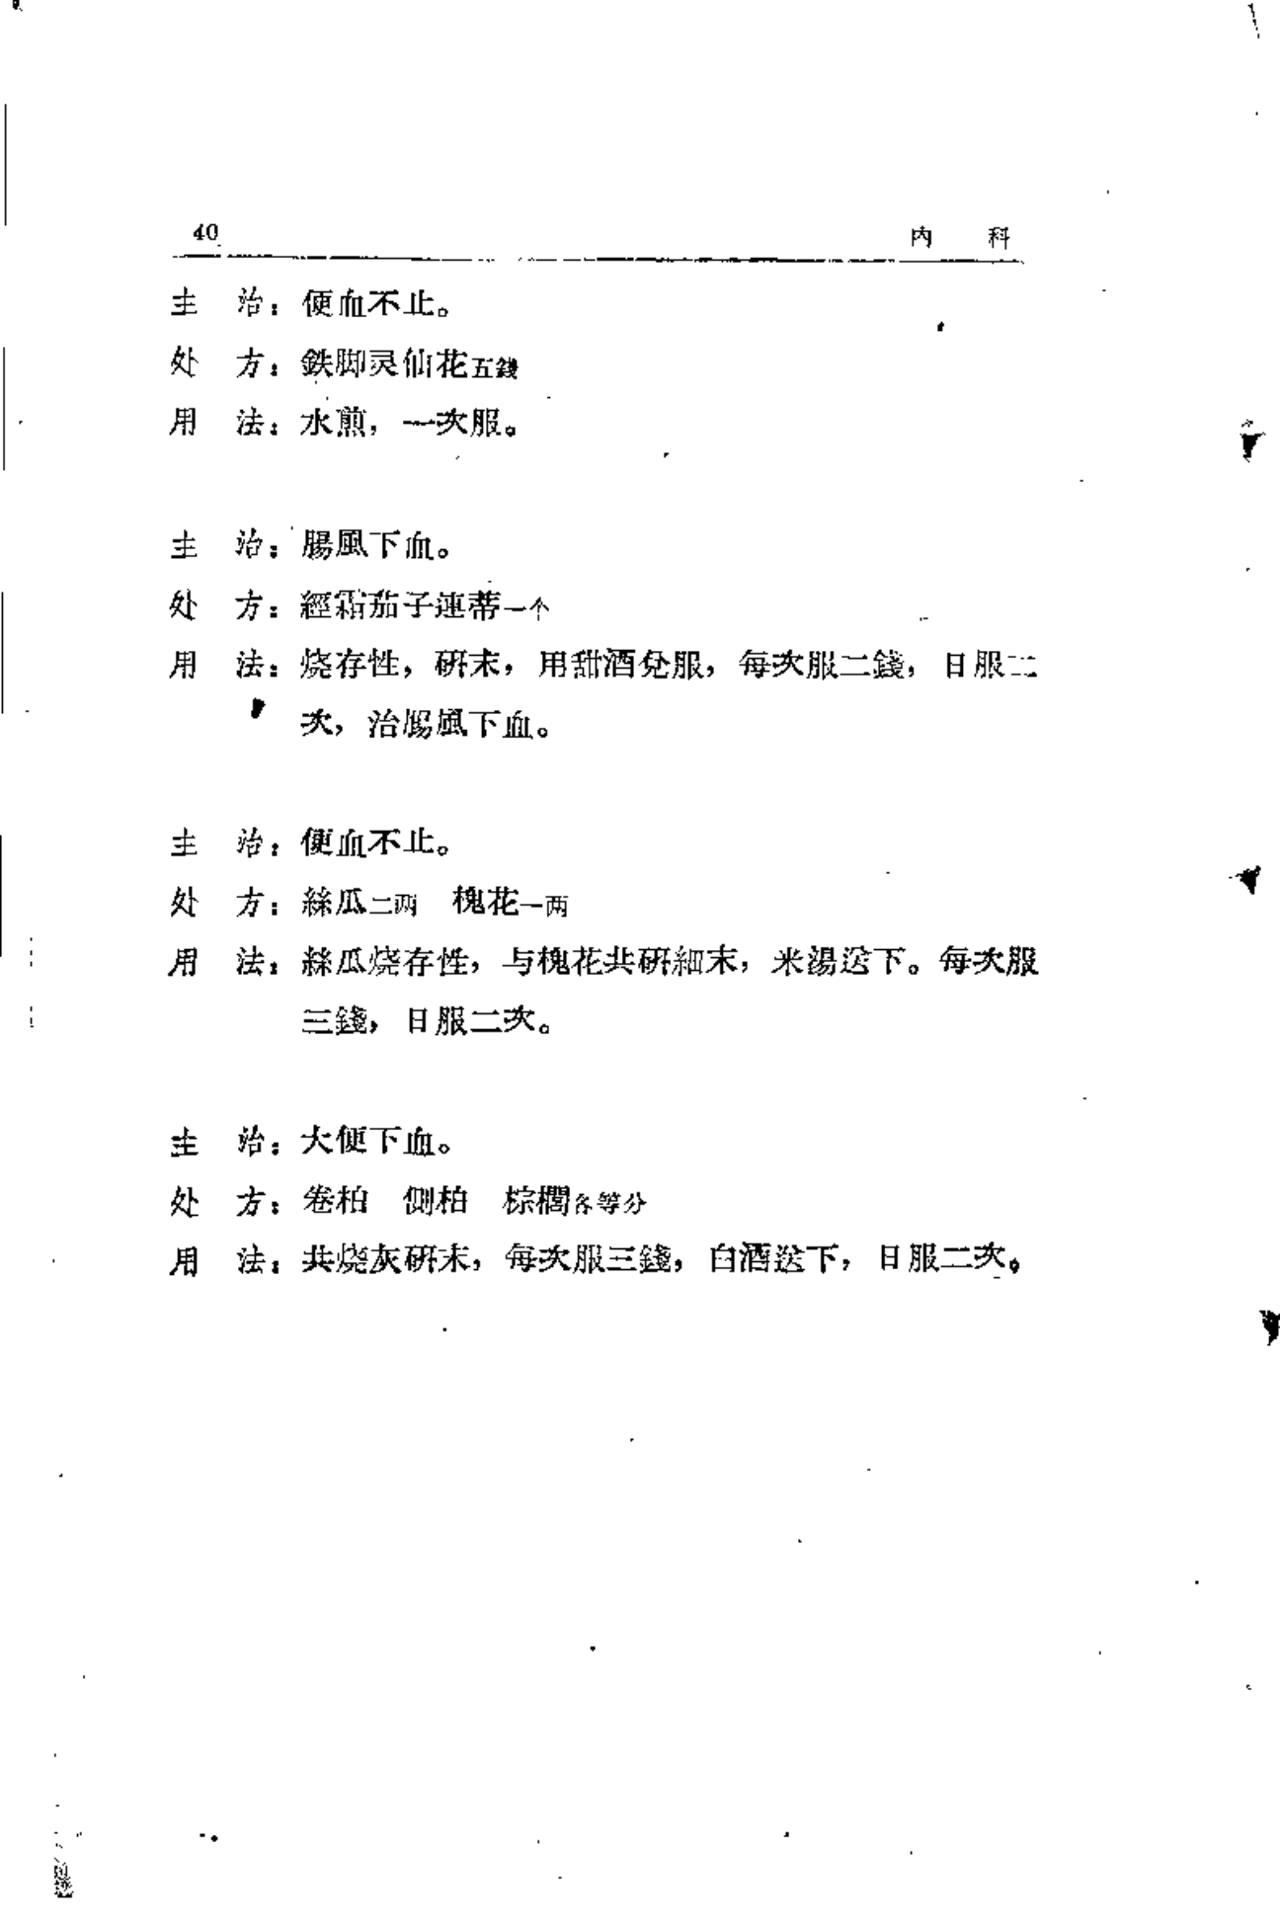 40 内 科
主 治：便血不止。
处 方：鉄脚灵仙花五錢
用 法：水煎，一次服。
主 治：腸風下血。
处 方：經霜茄子連蒂一个
用 法：烧存性，研末，用甜酒兌服，每次服二錢，日服二
次，治腸風下血。
主 治：便血不止。
处 方：絲瓜二两 槐花一两
用 法：絲瓜烧存性，与槐花共研細末，米湯送下。每次服
三錢，日服二次。
主 治：大便下血。
处 方：卷柏 側柏 棕櫚各等分
用 法：共烧灰研末，每次服三錢，白酒送下，日服二次。